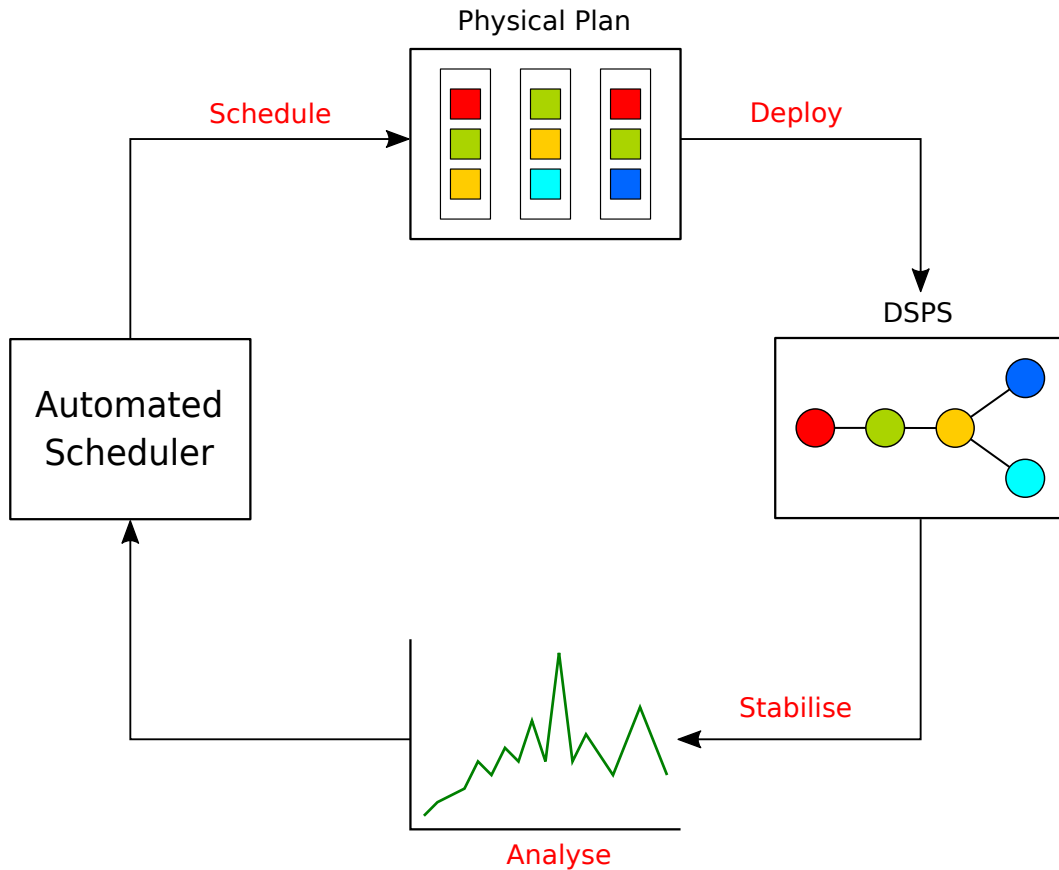 Physical Plan
Schedule
Deploy
DSPS
Automated
Scheduler
Stabilise
Analyse